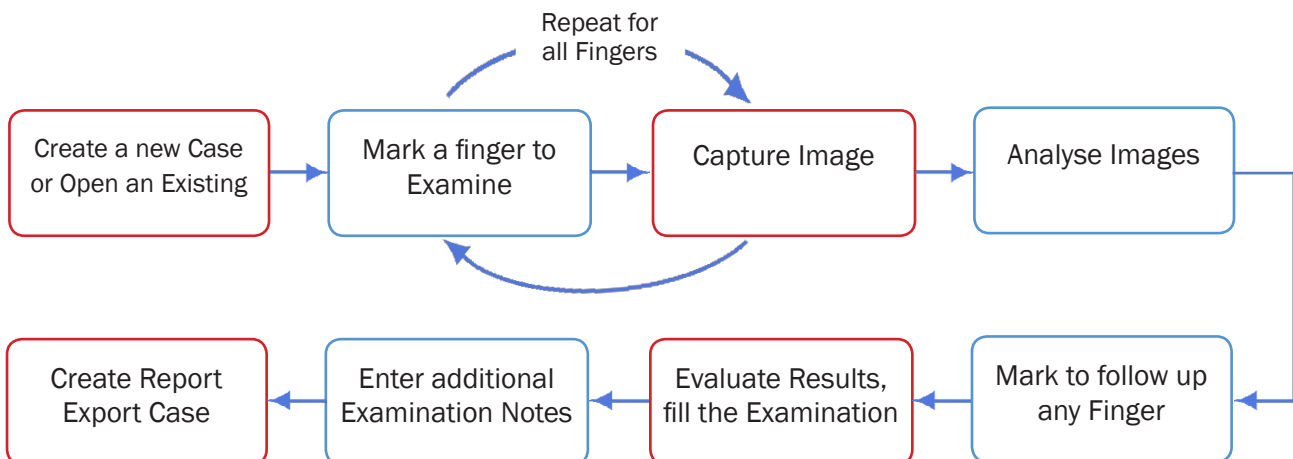 Repeat for
all Fingers
Create a new Case
or Open an Existing
Mark a finger to
Examine
Capture Image
Analyse Images
Mark to follow up
any Finger
Evaluate Results,
fill the Examination
Enter additional
Examination Notes
Create Report
Export Case